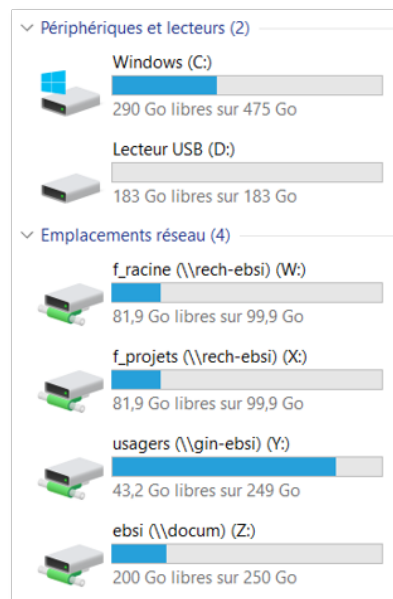 Périphériques et lecteurs (2)
Windows (C:)
290 Go libres sur 475 Go
Lecteur USB (D:)
183 Go libres sur 183 Go
Emplacements réseau (4)
f_racine (\\rech-ebsi) (W:)
81,9 Go libres sur 99,9 Go
f_projets (\\rech-ebsi) (X:)
81,9 Go libres sur 99,9 Go
usagers (\\gin-ebsi) (Y:)
43,2 Go libres sur 249 Go
ebsi (\\docum) (Z:)
200 Go libres sur 250 Go